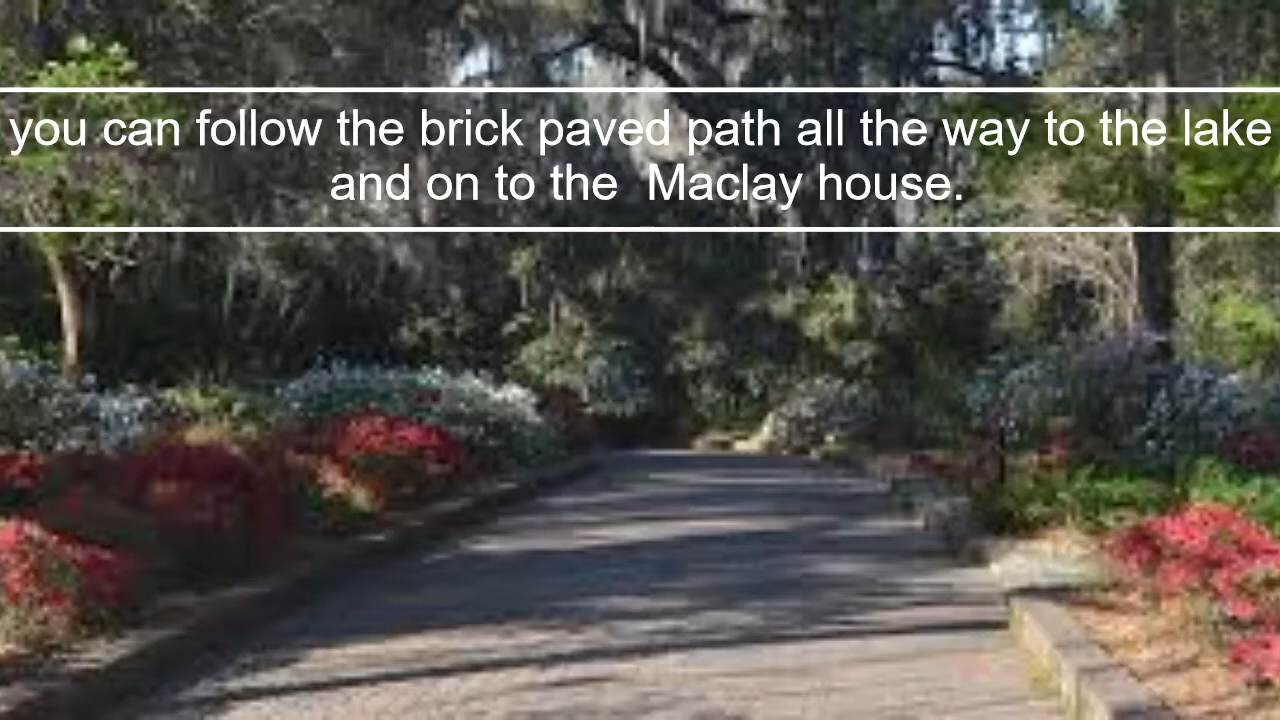 you can follow the brick paved path all the way to the lake
and on to the  Maclay house.